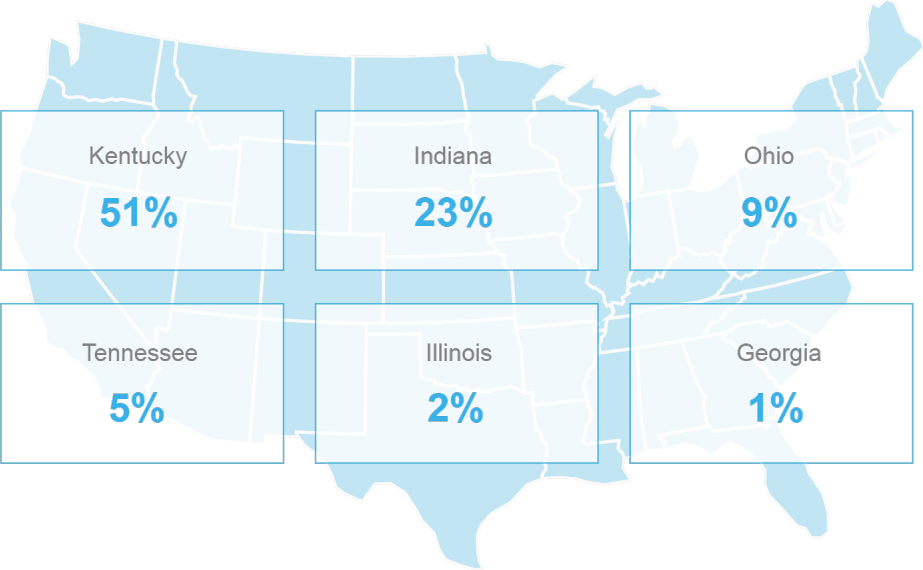 Kentucky
51%
Indiana
23%
Ohio
9%
Tennessee
5%
Illinois
2%
Georgia
1%